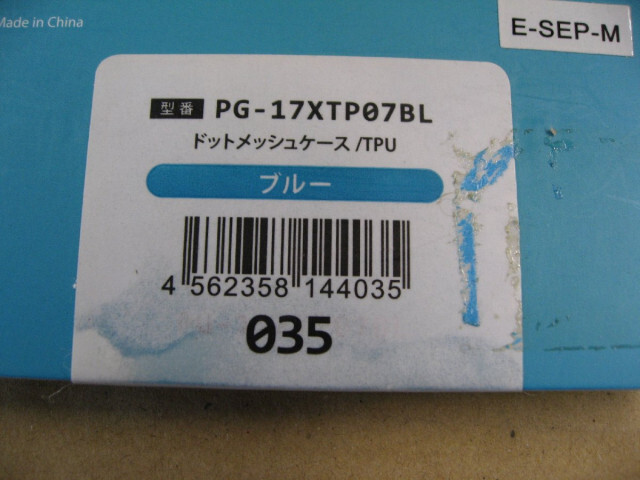 Made in China
E-SEP-M
型番 PG-17XTP07BL
ドットメッシュケース /TPU
ブルー
4 562358 144035
035